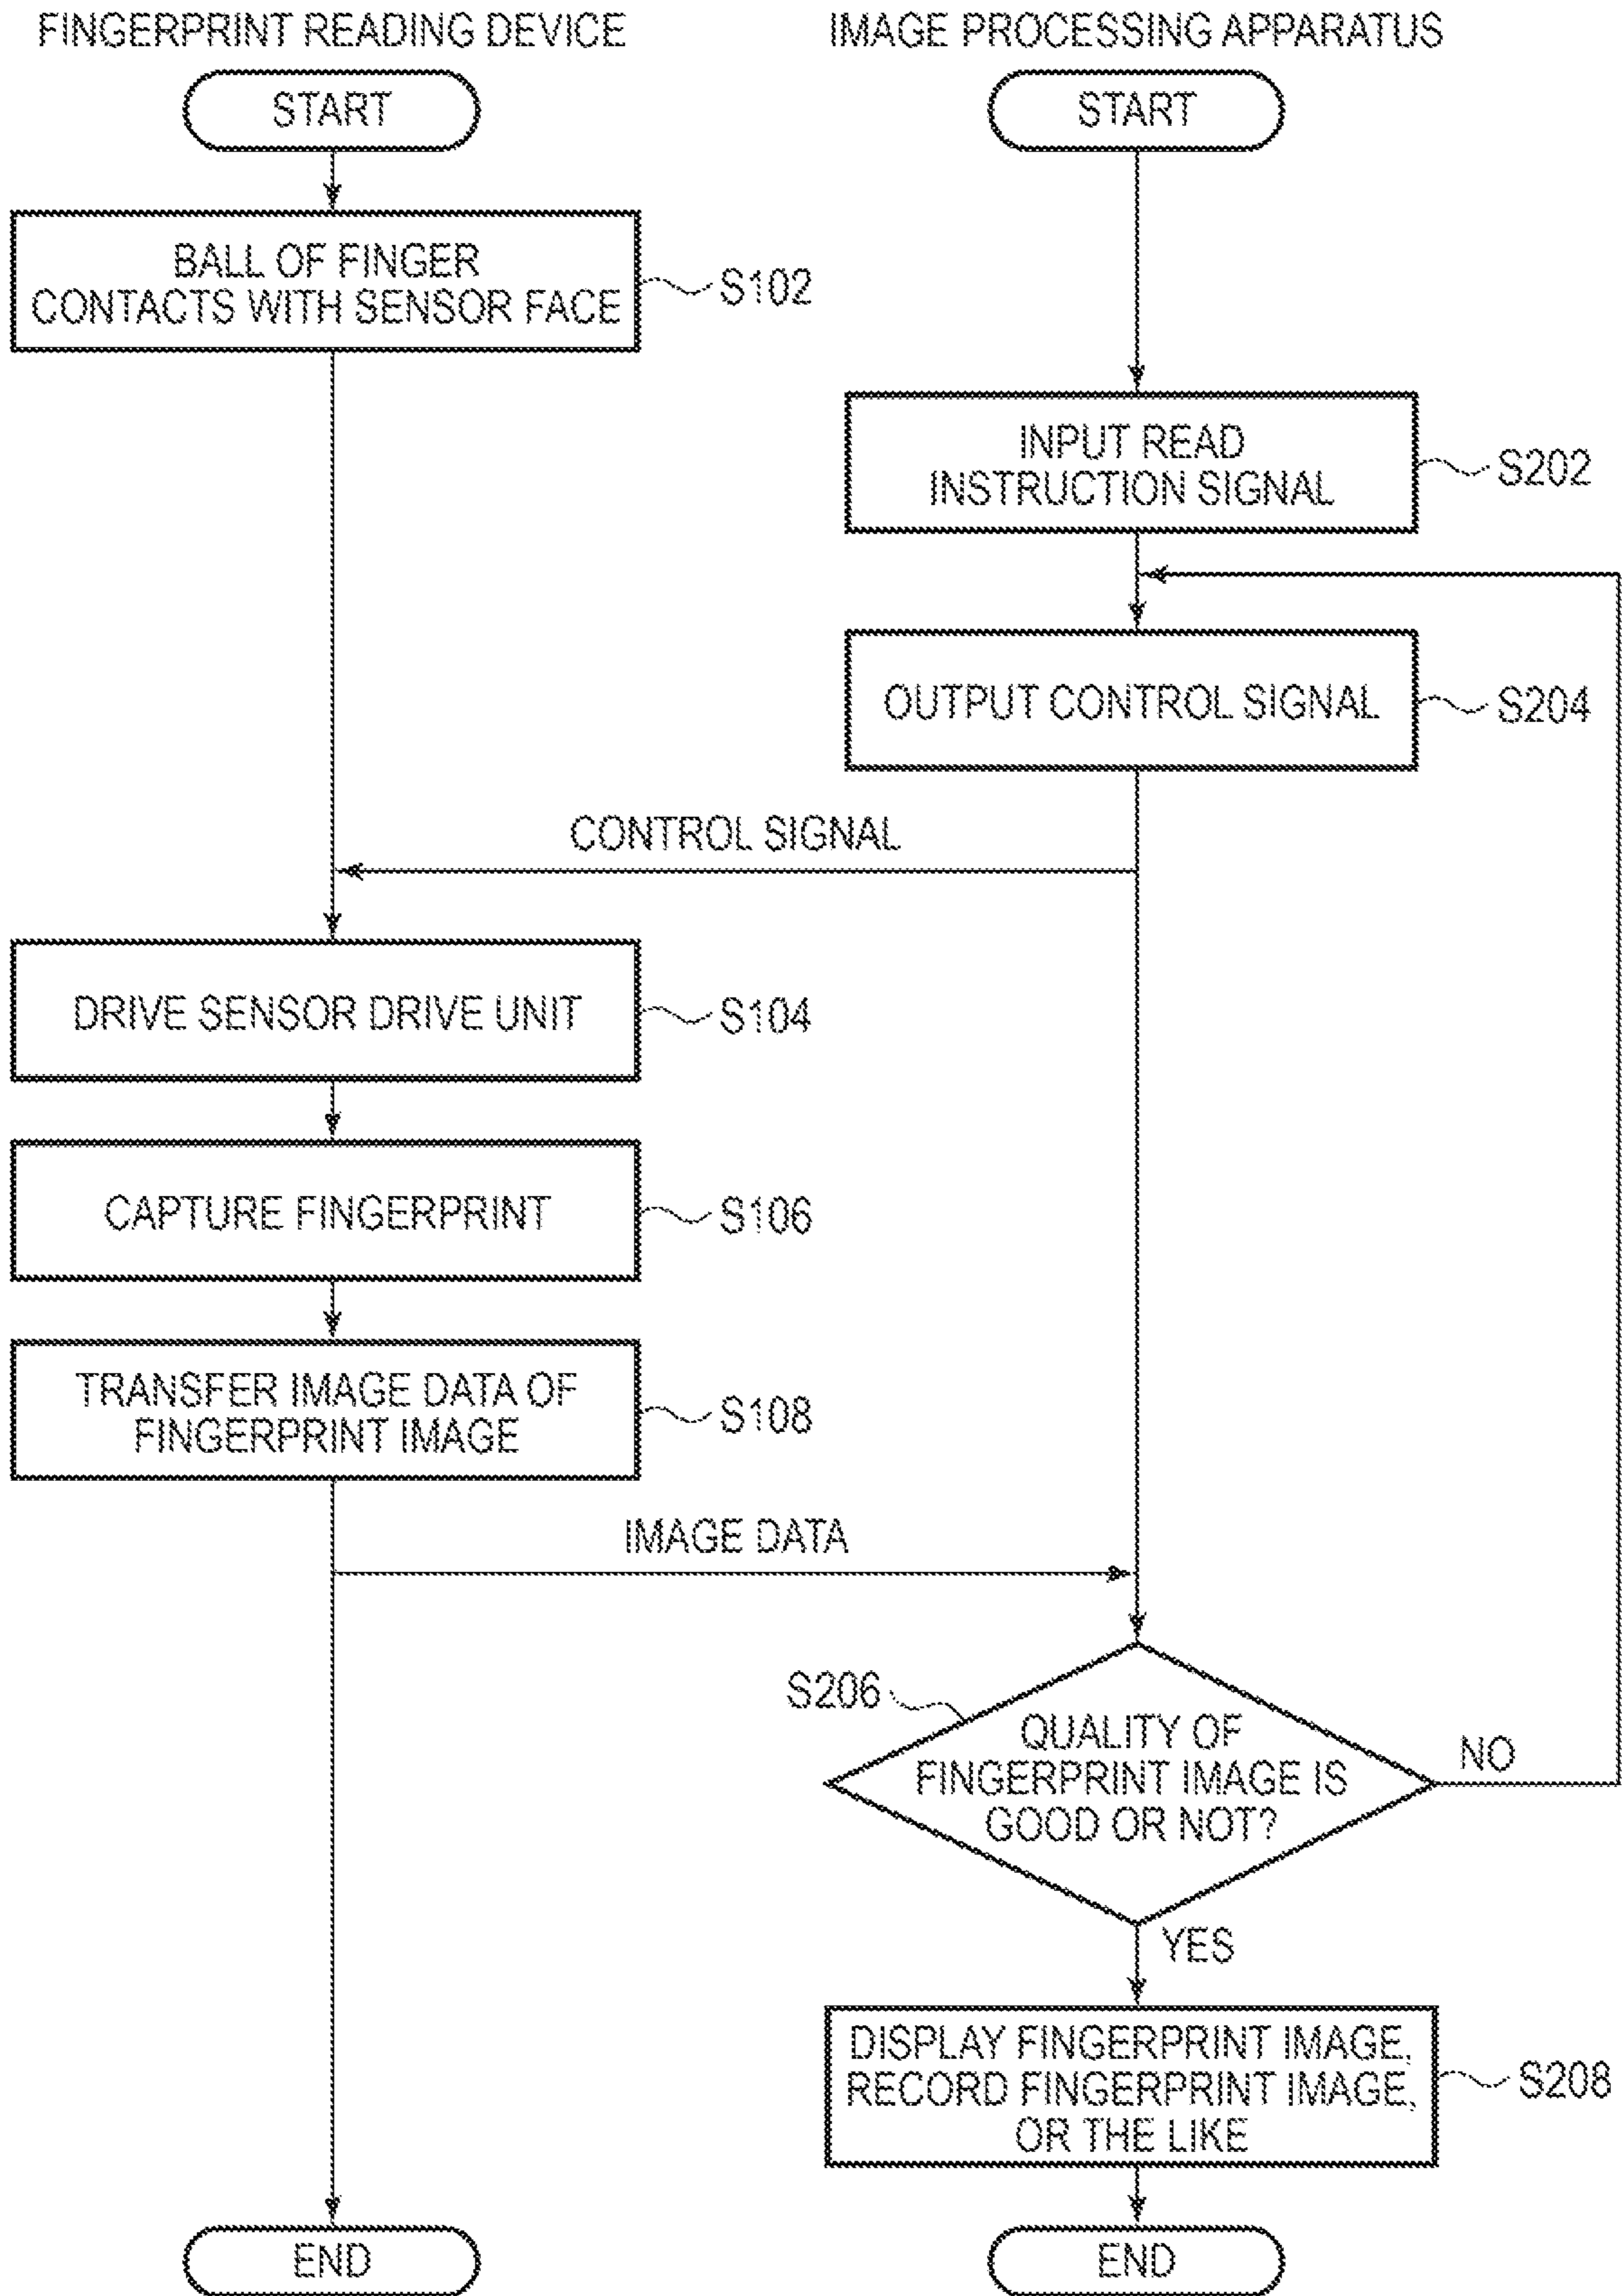 FINGERPRINT READING DEVICE
IMAGE PROCESSING APPARATUS
START
START
BALL OF FINGER
CONTACTS WITH SENSOR FACE
S102
INPUT READ
INSTRUCTION SIGNAL
S202
OUTPUT CONTROL SIGNAL
S204
CONTROL SIGNAL
DRIVE SENSOR DRIVE UNIT
S104
CAPTURE FINGERPRINT
S106
TRANSFER IMAGE DATA OF
FINGERPRINT IMAGE
S108
IMAGE DATA
S206
QUALITY OF
FINGERPRINT IMAGE IS
GOOD OR NOT?
NO
YES
DISPLAY FINGERPRINT IMAGE,
RECORD FINGERPRINT IMAGE,
OR THE LIKE
S208
END
END